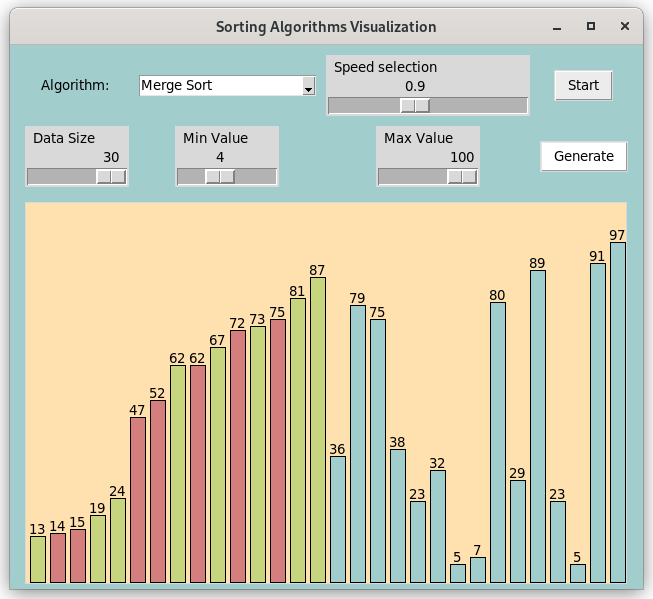 Sorting Algorithms Visualization
Algorithm: Merge Sort Speed selection 0.9 Start
Data Size 30 Min Value 4 Max Value 100 Generate
13 14 15 19 24 47 52 62 62 67 72 73 75 81 87 36 79 75 38 23 32 5 7 80 29 89 23 5 91 97